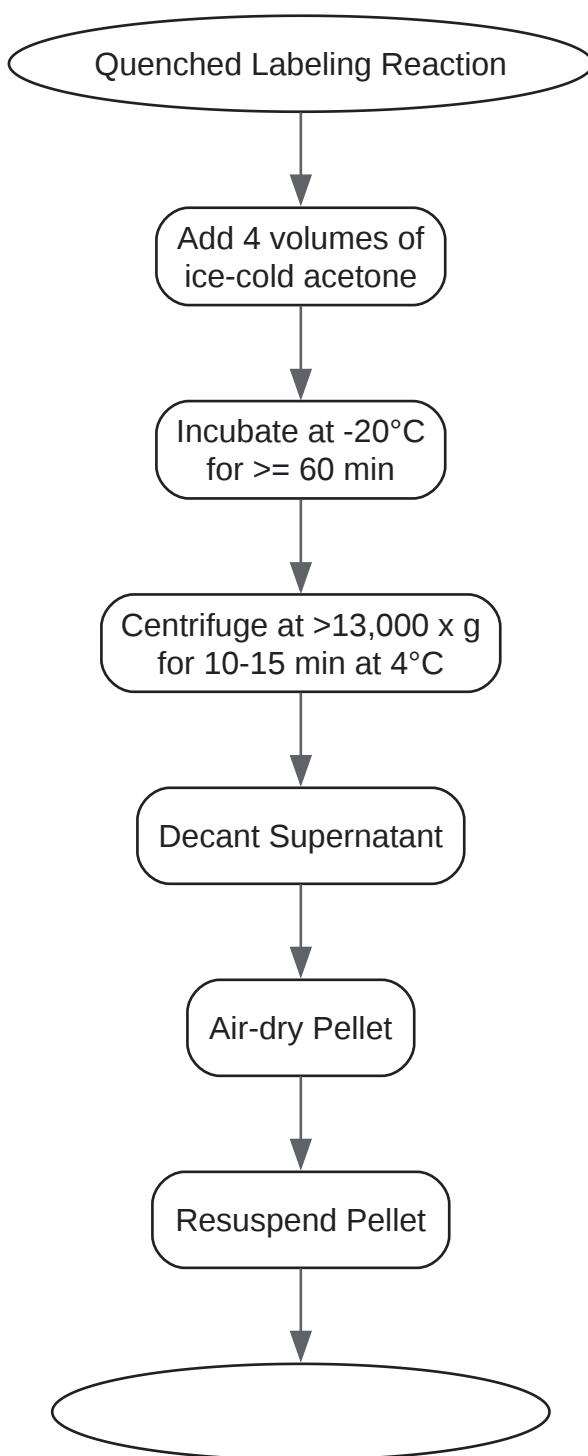 Quenched Labeling Reaction
Add 4 volumes of
ice-cold acetone
Incubate at -20°C
for >= 60 min
Centrifuge at >13,000 x g
for 10-15 min at 4°C
Decant Supernatant
Air-dry Pellet
Resuspend Pellet